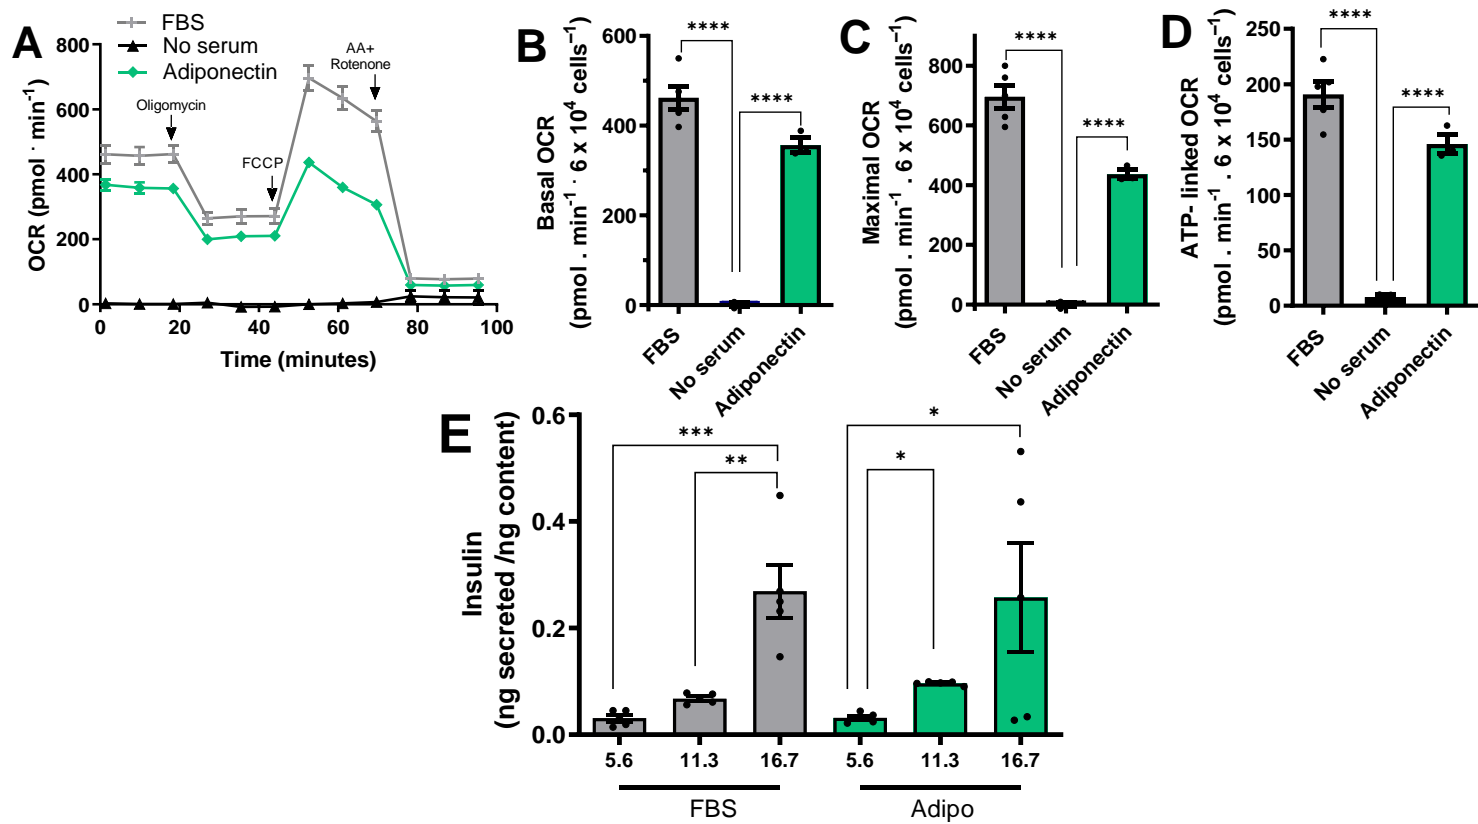 A
FBS
No serum
Adiponectin
800
600
400
200
0
OCR (pmol · min-1)
Oligomycin
FCCP
AA+
Rotenone
0 20 40 60 80 100
Time (minutes)
B
600
400
200
0
Basal OCR
(pmol . min⁻¹ · 6 x 10⁴ cells⁻¹)
****
****
FBS
No serum
Adiponectin
C
800
600
400
200
0
Maximal OCR
(pmol . min⁻¹ . 6 x 10⁴ cells⁻¹)
****
****
FBS
No serum
Adiponectin
D
250
200
150
100
50
0
ATP- linked OCR
(pmol . min⁻¹ . 6 x 10⁴ cells⁻¹)
****
****
FBS
No serum
Adiponectin
E
0.6
0.4
0.2
0.0
Insulin
(ng secreted /ng content)
***
**
*
*
5.6 11.3 16.7 5.6 11.3 16.7
FBS Adipo